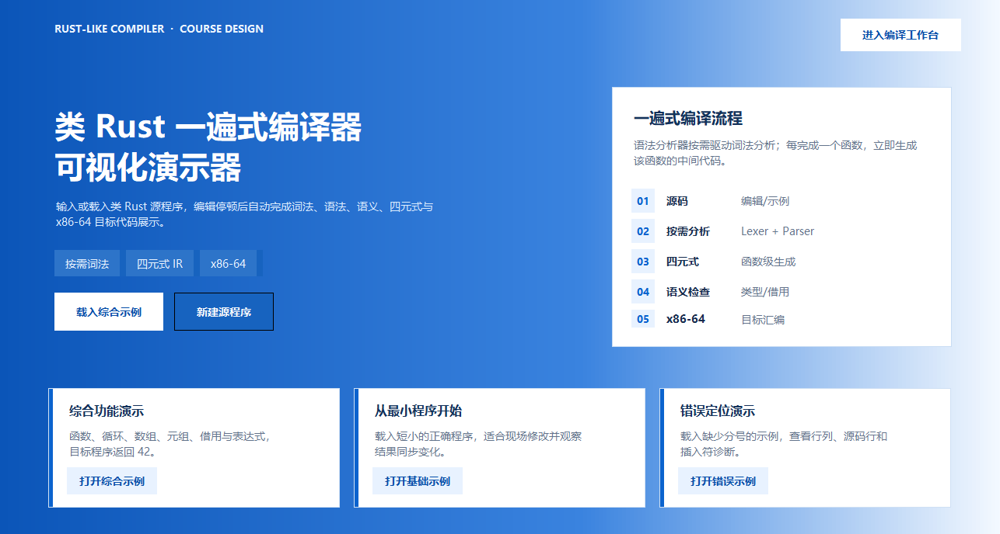 RUST-LIKE COMPILER · COURSE DESIGN
进入编译工作台
类 Rust 一遍式编译器
可视化演示器
输入或载入类 Rust 源程序，编辑停顿后自动完成词法、语法、语义、四元式与
x86-64 目标代码展示。
按需词法 四元式 IR x86-64
载入综合示例 新建源程序
一遍式编译流程
语法分析器按需驱动词法分析；每完成一个函数，立即生成
该函数的中间代码。
01 源码 编辑/示例
02 按需分析 Lexer + Parser
03 四元式 函数级生成
04 语义检查 类型/借用
05 x86-64 目标汇编
综合功能演示
函数、循环、数组、元组、借用与表达式，
目标程序返回 42。
打开综合示例
从最小程序开始
载入短小的正确程序，适合现场修改并观察
结果同步变化。
打开基础示例
错误定位演示
载入缺少分号的示例，查看行列、源码行和
插入符诊断。
打开错误示例